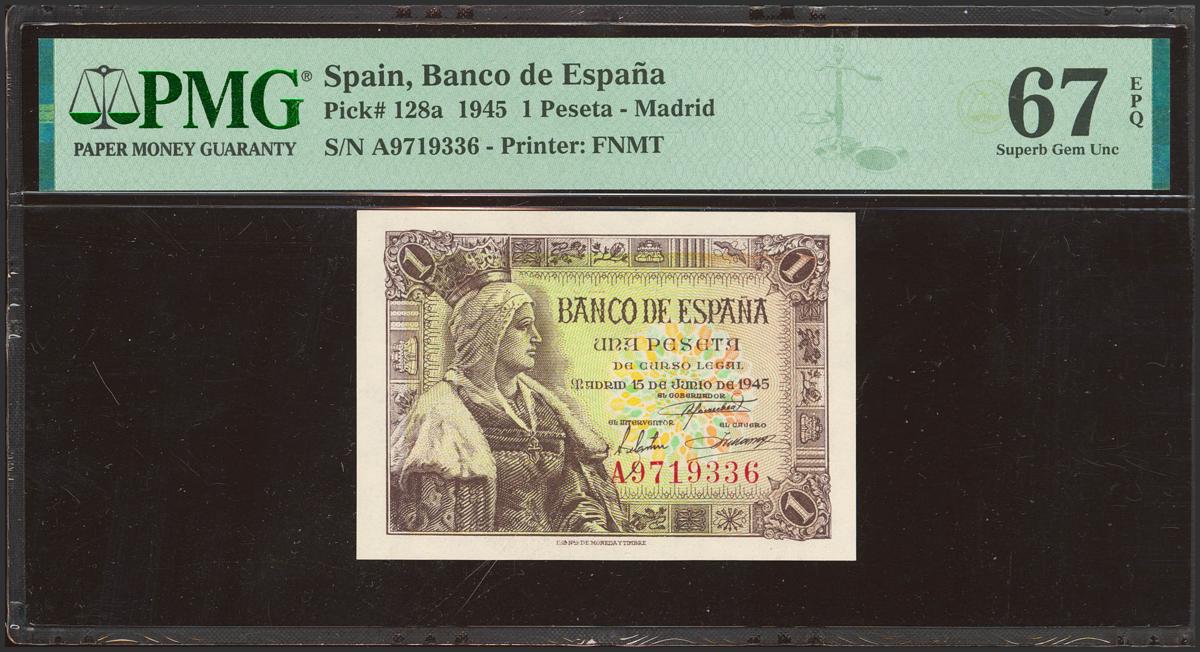 PMG®
PAPER MONEY GUARANTY
Spain, Banco de España
Pick# 128a 1945 1 Peseta - Madrid
S/N A9719336 - Printer: FNMT
67
EPQ
Superb Gem Unc
1
1
BANCO DE ESPAÑA
UNA PESETA
DE CURSO LEGAL
MADRID 15 DE JUNIO DE 1945
EL GOBERNADOR
EL INTERVENTOR
EL CAJERO
A9719336
1